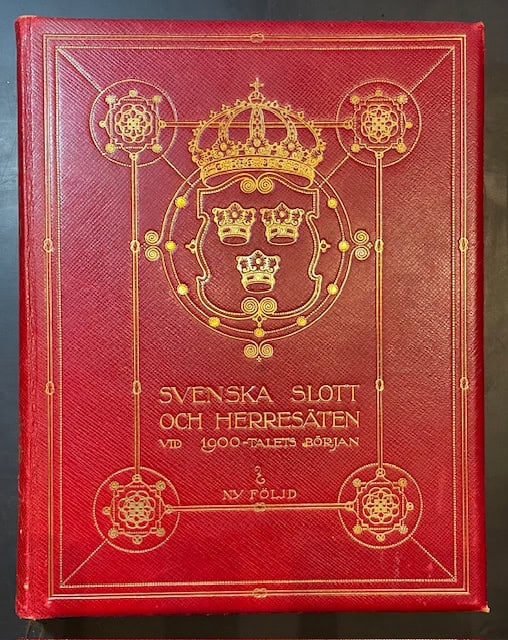 SVENSKA SLOTT
OCH HERRESÄTEN
VID 1900-TALETS BÖRJAN
NY FÖLJD